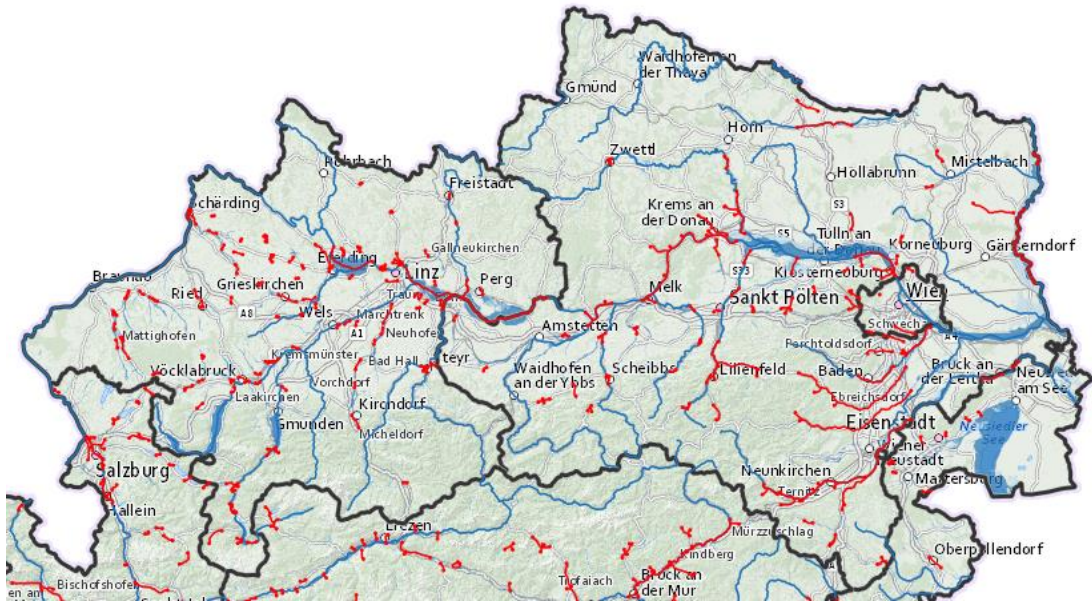 Waidhofen an
der Thaya
Gmünd
Horn
Zwettl
Mistelbach
Hollabrunn
Rohrbach
Freistadt
Schärding
Krems an
der Donau
S3
S5
Tulln an
der Donau
Korneuburg
Gänserndorf
Gallneukirchen
Eferding
Linz
Klosterneuburg
S33
Perg
Melk
Grieskirchen
Ried
Sankt Pölten
Wien
A8
Traun
Marchtrenk
Wels
Schwechat
A4
Mattighofen
A1
Neuhofen
Amstetten
Perchtoldsdorf
Kremsmünster
Bad Hall
Steyr
Waidhofen
an der Ybbs
Scheibbs
Lilienfeld
Baden
Bruck an
der Leitha
Neusiedl
am See
Vöcklabruck
Vorchdorf
Laakirchen
Ebreichsdorf
Kirchdorf
Gmunden
Micheldorf
Eisenstadt
Neusiedler
See
Wiener
Neustadt
Salzburg
Neunkirchen
Mattersburg
Ternitz
Hallein
Liezen
Mürzzuschlag
Kindberg
Oberpullendorf
Bischofshofen
Trofaiach
Bruck an
der Mur